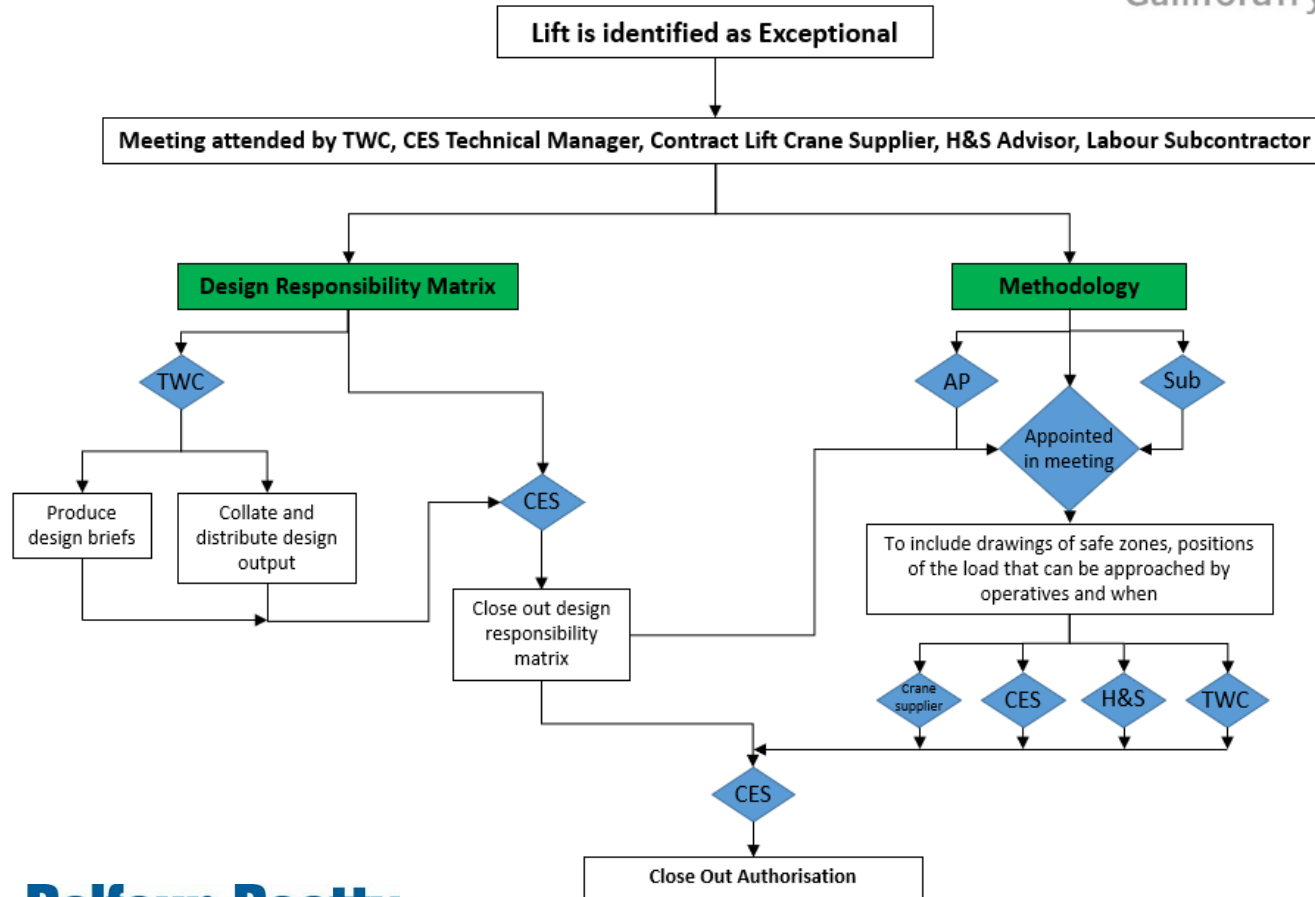 Lift is identified as Exceptional
Meeting attended by TWC, CES Technical Manager, Contract Lift Crane Supplier, H&S Advisor, Labour Subcontractor
Design Responsibility Matrix
Methodology
TWC
AP
Sub
Appointed
in meeting
CES
Produce
design briefs
Collate and
distribute design
output
To include drawings of safe zones, positions
of the load that can be approached by
operatives and when
Close out design
responsibility
matrix
Crane
supplier
CES
H&S
TWC
CES
Close Out Authorisation
Balfour Beatty